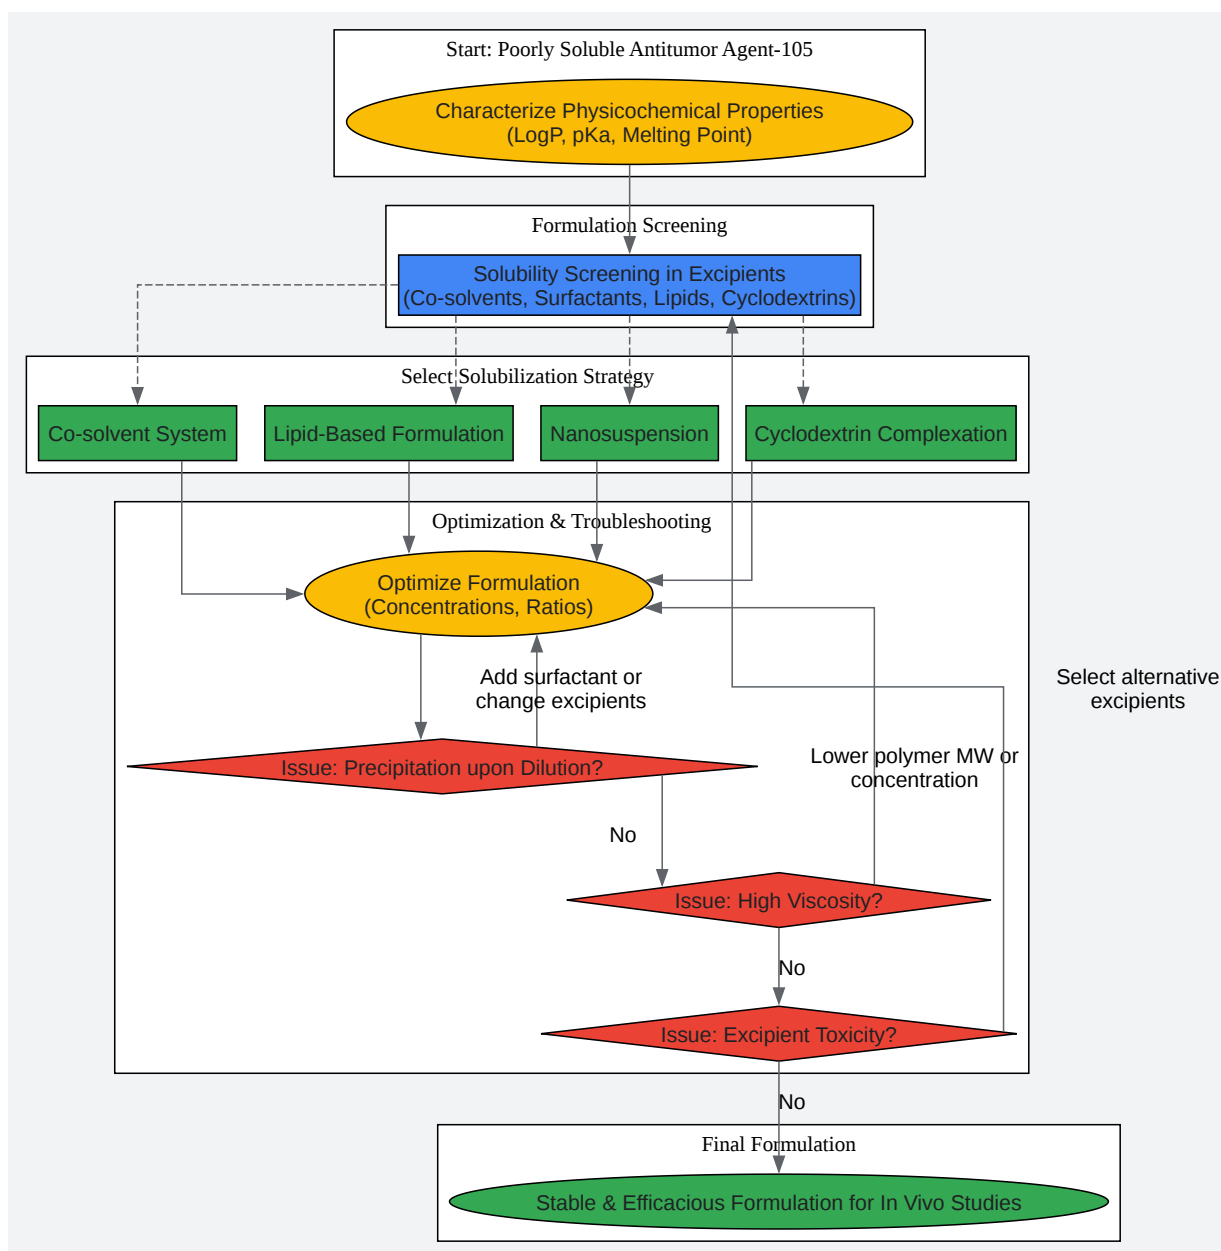 Start: Poorly Soluble Antitumor Agent-105
Characterize Physicochemical Properties
(LogP, pKa, Melting Point)
Formulation Screening
Solubility Screening in Excipients
(Co-solvents, Surfactants, Lipids, Cyclodextrins)
Select Solubilization Strategy
Co-solvent System
Lipid-Based Formulation
Nanosuspension
Cyclodextrin Complexation
Optimization & Troubleshooting
Optimize Formulation
(Concentrations, Ratios)
Add surfactant or
change excipients
Select alternative
excipients
Issue: Precipitation upon Dilution?
Lower polymer MW or
concentration
No
Issue: High Viscosity?
No
Issue: Excipient Toxicity?
No
Final Formulation
Stable & Efficacious Formulation for In Vivo Studies